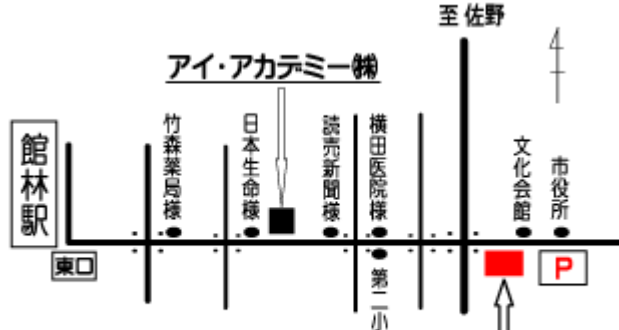 至 佐野
アイ・アカデミー㈱
館林駅
東口
竹森薬局様
日本生命様
読売新聞様
横田医院様
第二小
文化会館
市役所
P